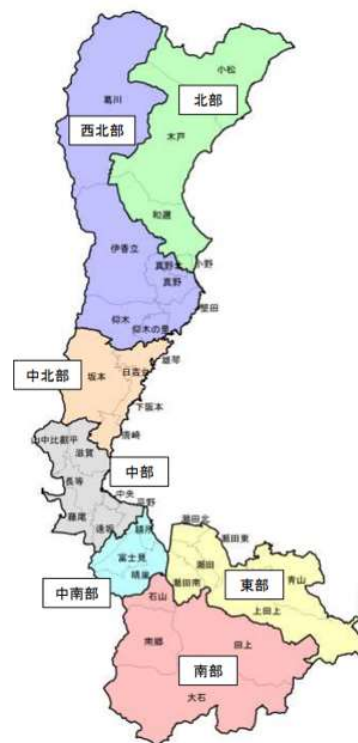 小松
葛川
北部
西北部
木戸
和邇
伊香立
小野
真野北
真野
堅田
仰木
仰木の里
雄琴
日吉台
坂本
中北部
下阪本
唐崎
山中比叡平
滋賀
中部
長等
中央
平野
藤尾
逢坂
膳所
瀬田北
瀬田東
富士見
瀬田
青山
晴嵐
瀬田南
東部
中南部
石山
上田上
南郷
田上
南部
大石